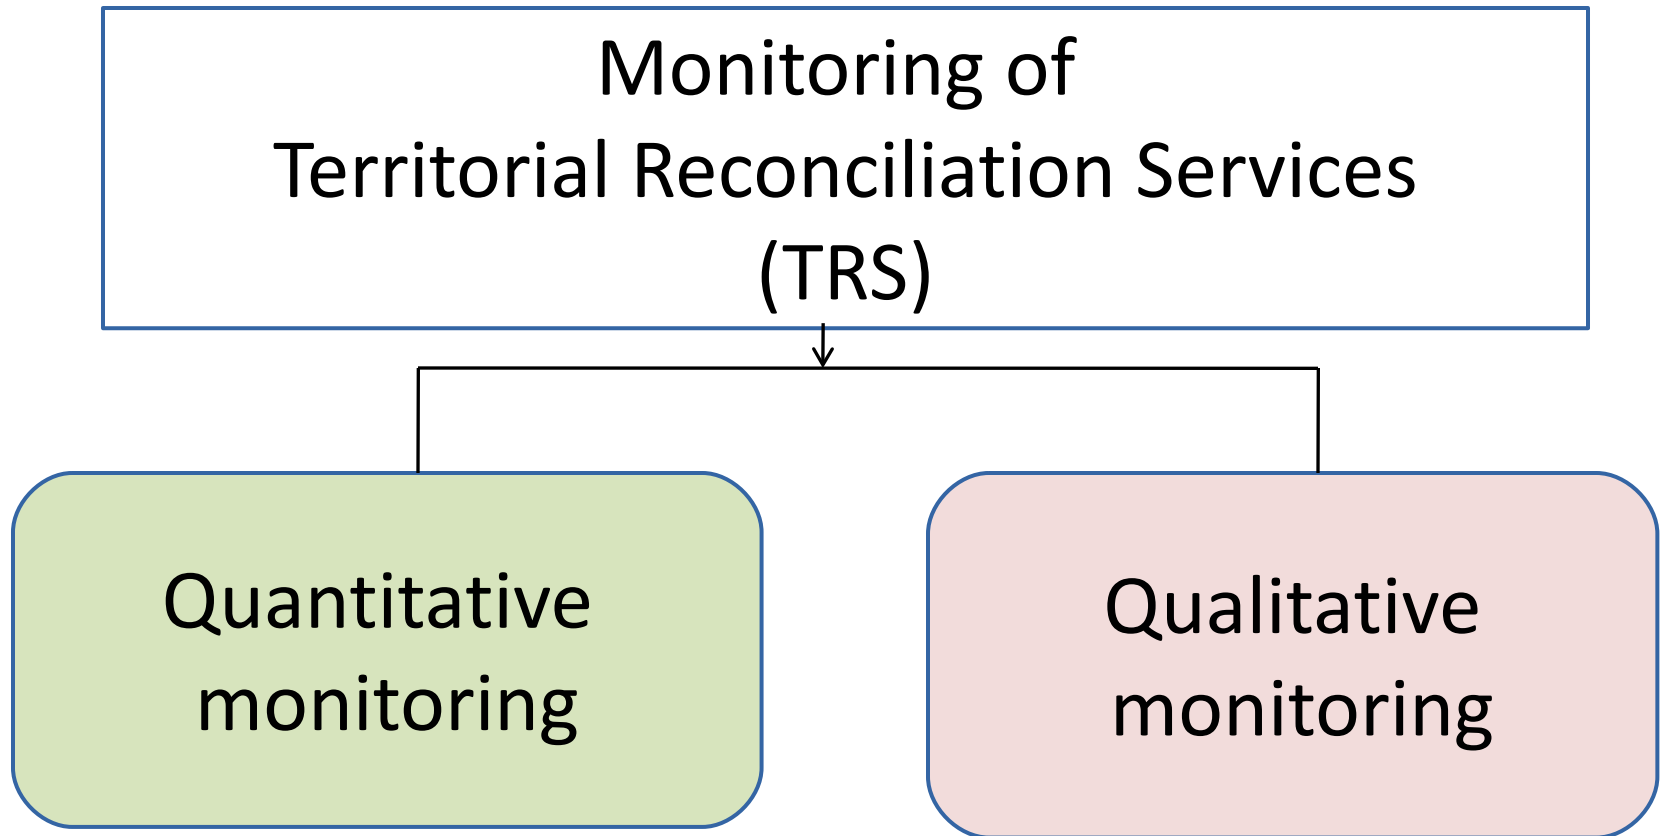 Monitoring of
Territorial Reconciliation Services
(TRS)
Quantitative
monitoring
Qualitative
monitoring